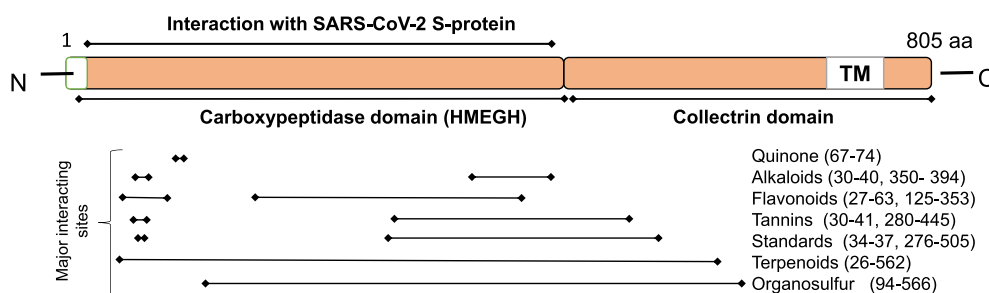 Interaction with SARS-CoV-2 S-protein
1
805 aa
N
TM
C
Carboxypeptidase domain (HMEGH)
Collectrin domain
Major interacting
sites
Quinone (67-74)
Alkaloids (30-40, 350- 394)
Flavonoids (27-63, 125-353)
Tannins (30-41, 280-445)
Standards (34-37, 276-505)
Terpenoids (26-562)
Organosulfur (94-566)